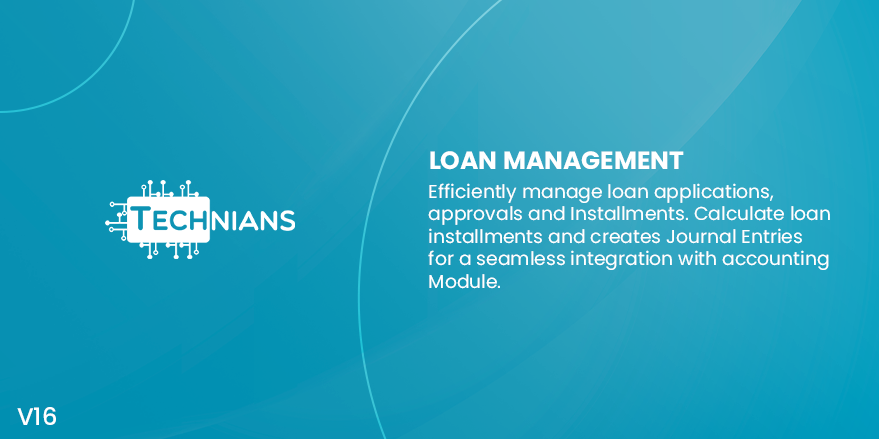 TECHNIANS
LOAN MANAGEMENT
Efficiently manage loan applications,
approvals and Installments. Calculate loan
installments and creates Journal Entries
for a seamless integration with accounting
Module.
V16